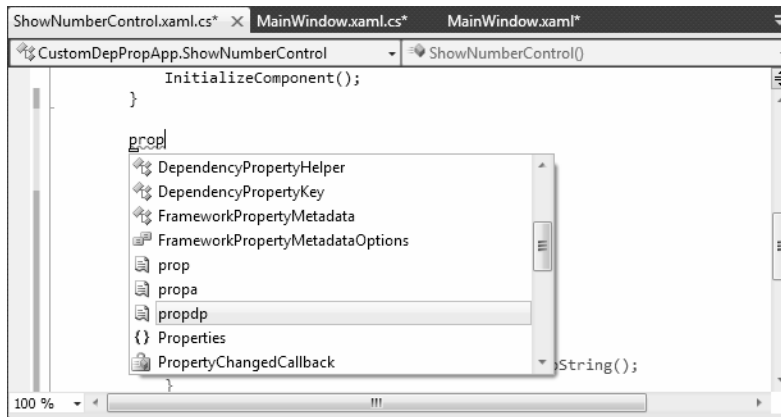 ShowNumberControl.xaml.cs* MainWindow.xaml.cs* MainWindow.xaml*
CustomDepPropApp.ShowNumberControl ShowNumberControl()
InitializeComponent();
}
prop
DependencyPropertyHelper
DependencyPropertyKey
FrameworkPropertyMetadata
FrameworkPropertyMetadataOptions
prop
propa
propdp
{} Properties
PropertyChangedCallback
String();
}
100 %